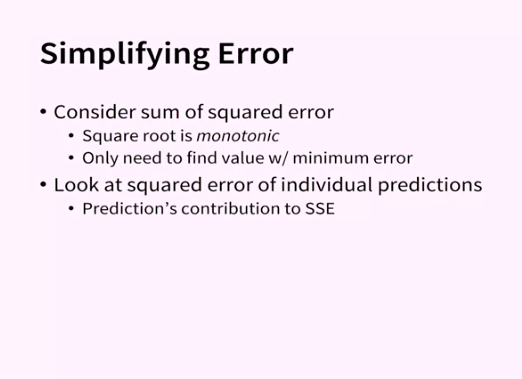 Simplifying Error
• Consider sum of squared error
• Square root is monotonic
• Only need to find value w/ minimum error
• Look at squared error of individual predictions
• Prediction's contribution to SSE